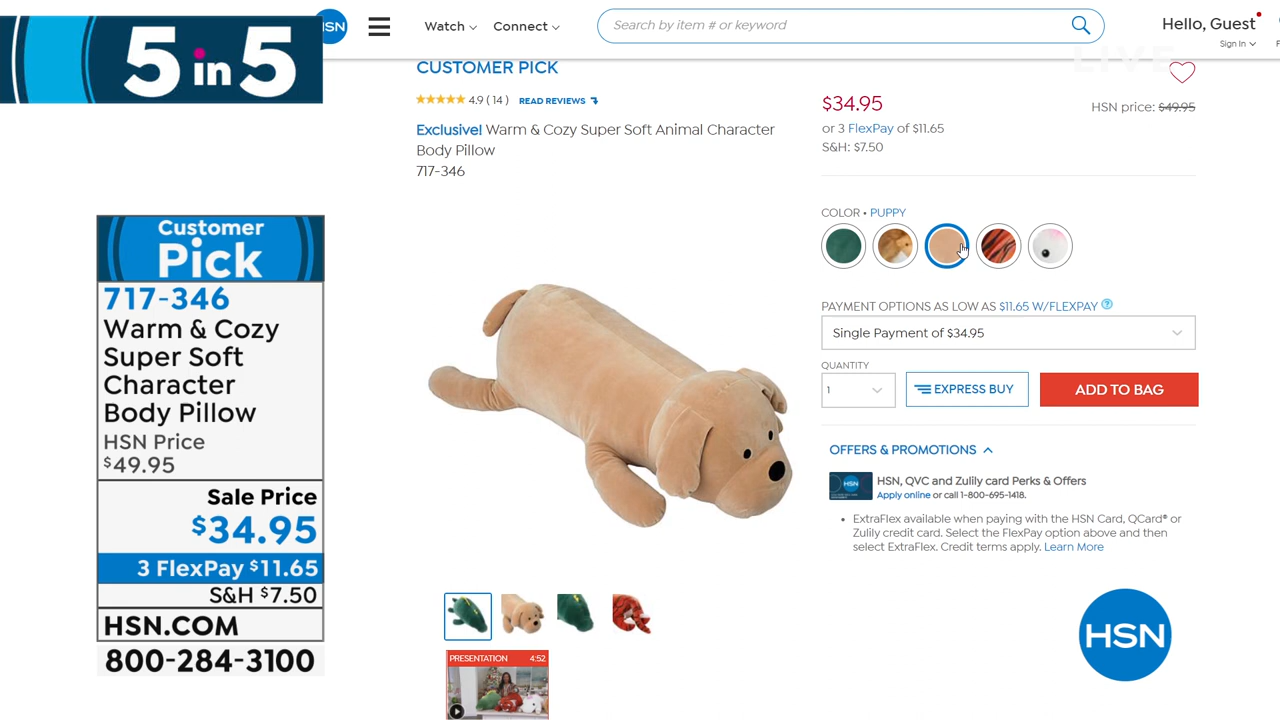 5 in 5
HSN
Watch
Connect
Search by item # or keyword
Hello, Guest
Sign In
LIVE
CUSTOMER PICK
4.9 ( 14 ) READ REVIEWS
Exclusive! Warm & Cozy Super Soft Animal Character
Body Pillow
717-346
$34.95
HSN price: $49.95
or 3 FlexPay of $11.65
S&H: $7.50
COLOR • PUPPY
PAYMENT OPTIONS AS LOW AS $11.65 W/FLEXPAY ?
Single Payment of $34.95
QUANTITY
1
EXPRESS BUY
ADD TO BAG
OFFERS & PROMOTIONS
HSN
HSN, QVC and Zulily card Perks & Offers
Apply online or call 1-800-695-1418.
• ExtraFlex available when paying with the HSN Card, QCard® or
Zulily credit card. Select the FlexPay option above and then
select ExtraFlex. Credit terms apply. Learn More
PRESENTATION 4:52
HSN
Customer
Pick
717-346
Warm & Cozy
Super Soft
Character
Body Pillow
HSN Price
$49.95
Sale Price
$34.95
3 FlexPay $11.65
S&H $7.50
HSN.COM
800-284-3100